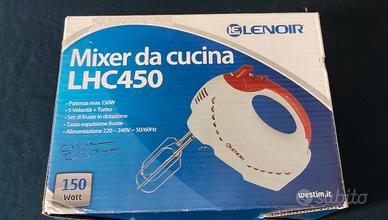 LENOIR
Mixer da cucina
LHC450
• Potenza max 150W
• 5 Velocità + Turbo
• Set di fruste in dotazione
• Tasto espulsione fruste
• Alimentazione 220 - 240V - 50/60Hz
LENOIR
150
Watt
westim.it
subito